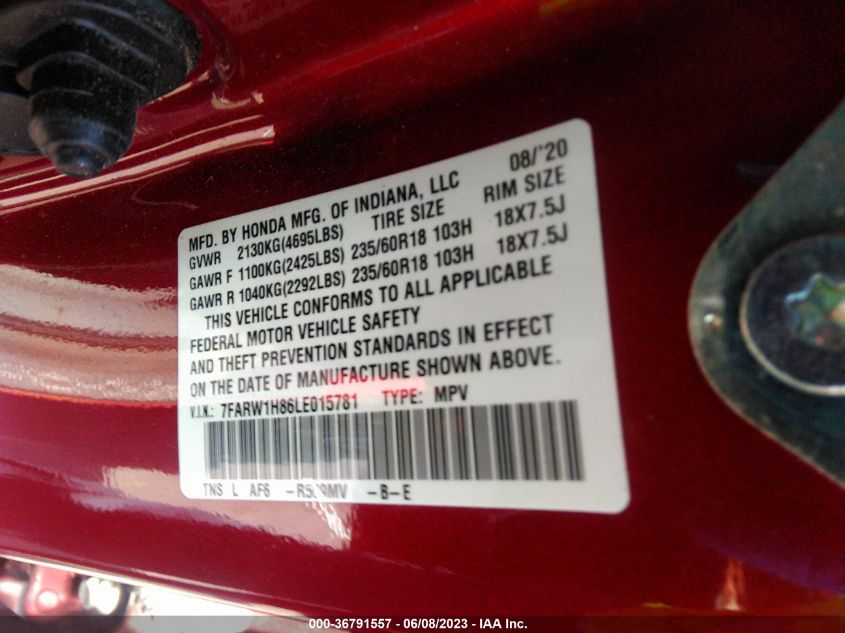 MFD. BY HONDA MFG. OF INDIANA, LLC 08/'20
GVWR 2130KG(4695LBS) TIRE SIZE RIM SIZE
GAWR F 1100KG(2425LBS) 235/60R18 103H 18X7.5J
GAWR R 1040KG(2292LBS) 235/60R18 103H 18X7.5J
THIS VEHICLE CONFORMS TO ALL APPLICABLE
FEDERAL MOTOR VEHICLE SAFETY
AND THEFT PREVENTION STANDARDS IN EFFECT
ON THE DATE OF MANUFACTURE SHOWN ABOVE.
V.I.N.: 7FARW1H86LE015781 TYPE: MPV
TNS L AF6 -B-E
000-36791557 - 06/08/2023 - IAA Inc.